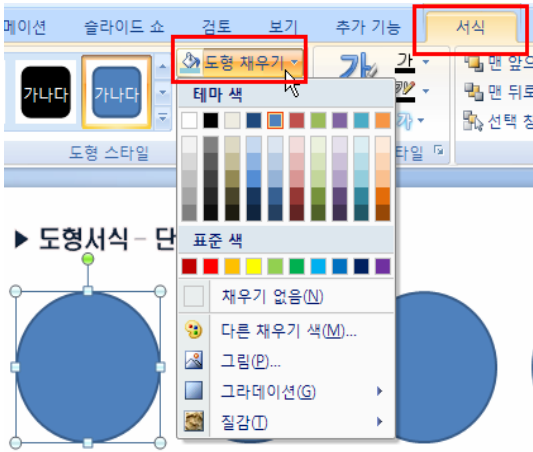 메이션 슬라이드 쇼 검토 보기 추가 기능 서식
도형 채우기
가나다 가나다
가 가
맨 앞으
맨 뒤로
선택 창
도형 스타일
타일
테마 색
▶ 도형서식 – 단
표준 색
채우기 없음(N)
다른 채우기 색(M)...
그림(P)...
그라데이션(G)
질감(T)